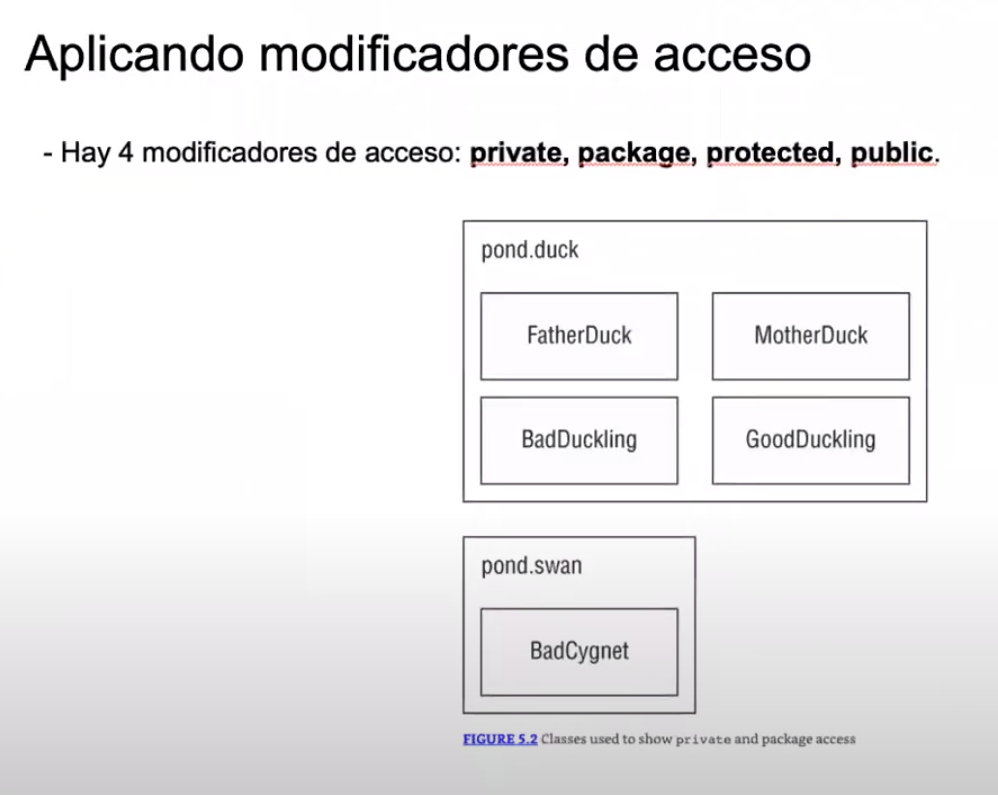 Aplicando modificadores de acceso
- Hay 4 modificadores de acceso: private, package, protected, public.
pond.duck
FatherDuck
MotherDuck
BadDuckling
GoodDuckling
pond.swan
BadCygnet
FIGURE 5.2 Classes used to show private and package access